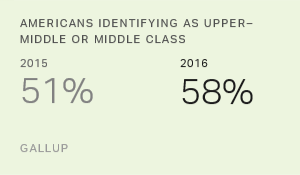 AMERICANS IDENTIFYING AS UPPER–
MIDDLE OR MIDDLE CLASS
2015 2016
51% 58%
GALLUP